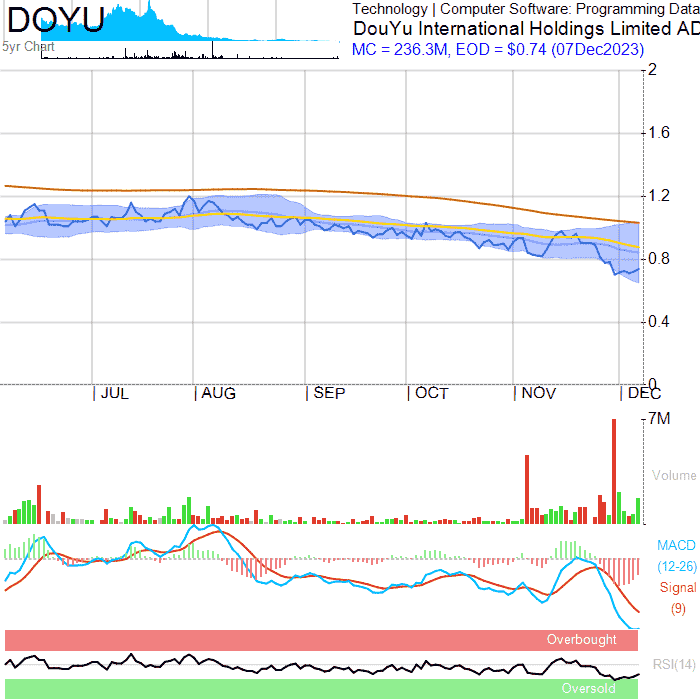 DOYU
5yr Chart
Technology | Computer Software: Programming Data
DouYu International Holdings Limited AD
MC = 236.3M, EOD = $0.74 (07Dec2023)
2
1.6
1.2
0.8
0.4
0
JUL AUG SEP OCT NOV DEC
7M
Volume
MACD
(12-26)
Signal
(9)
Overbought
RSI(14)
Oversold